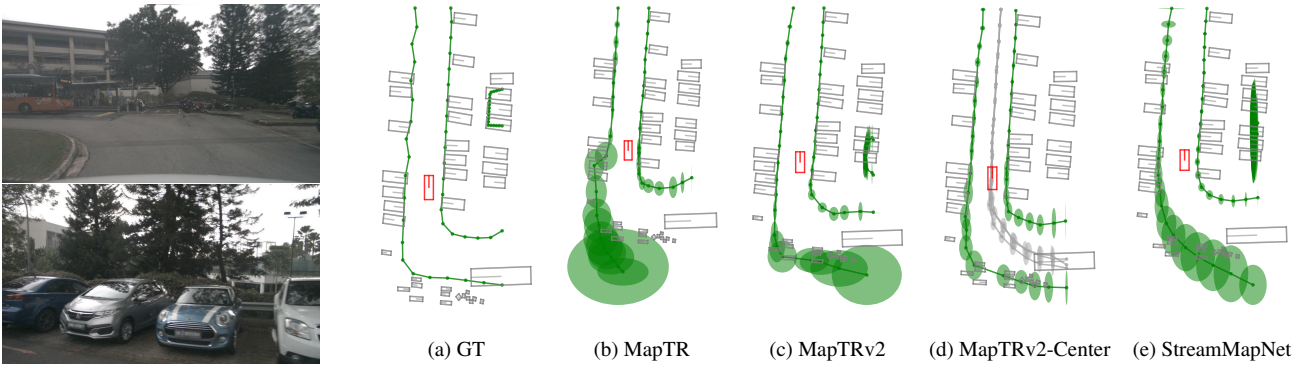 (a) GT
(b) MapTR
(c) MapTRv2
(d) MapTRv2-Center
(e) StreamMapNet